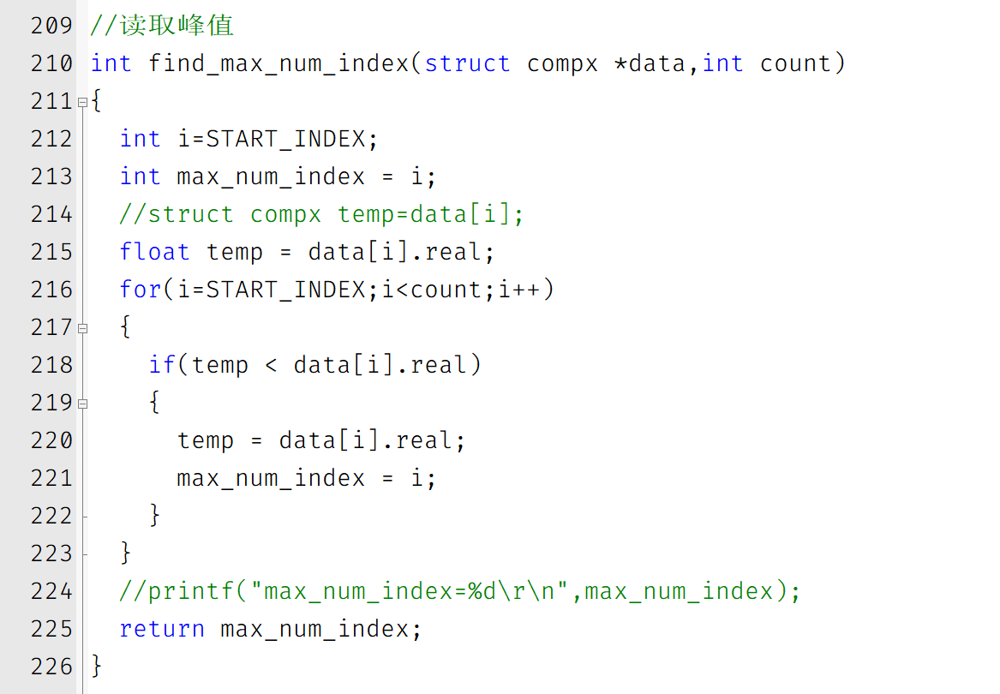 209 //读取峰值
210 int find_max_num_index(struct compx *data,int count)
211 {
212 int i=START_INDEX;
213 int max_num_index = i;
214 //struct compx temp=data[i];
215 float temp = data[i].real;
216 for(i=START_INDEX;i<count;i++)
217 {
218 if(temp < data[i].real)
219 {
220 temp = data[i].real;
221 max_num_index = i;
222 }
223 }
224 //printf("max_num_index=%d\r\n",max_num_index);
225 return max_num_index;
226 }